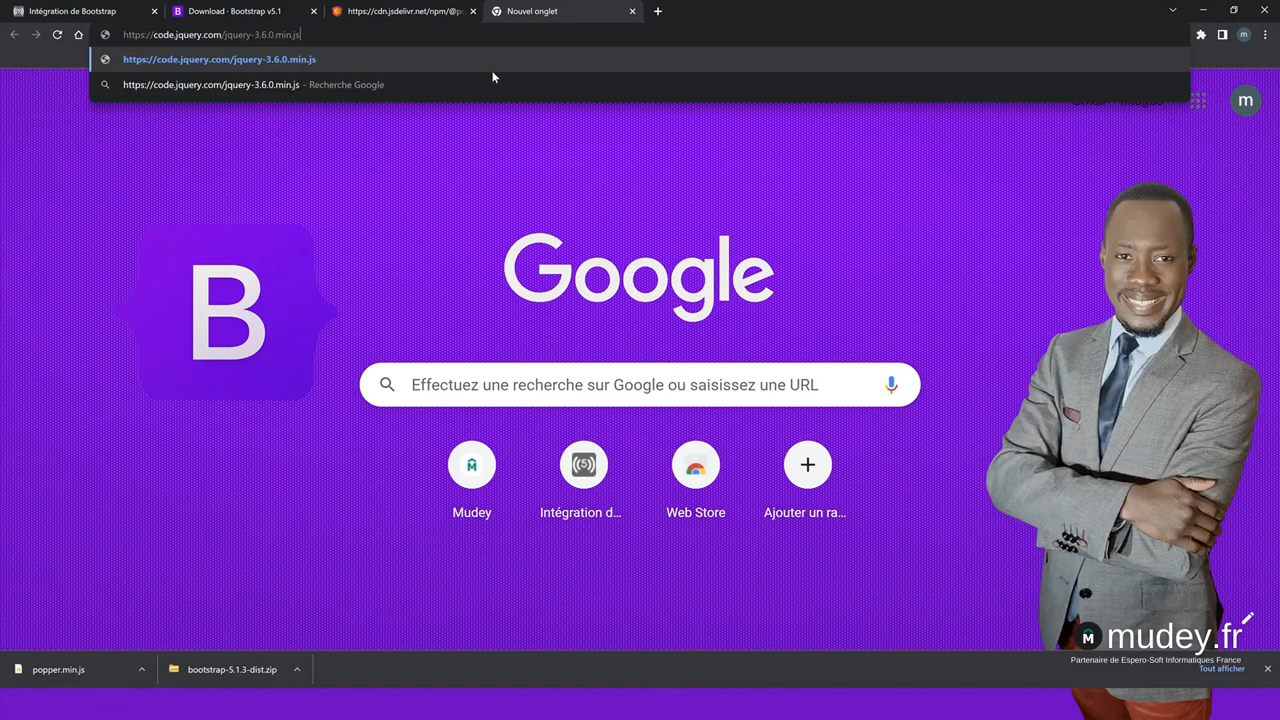 Intégration de Bootstrap
Download · Bootstrap v5.1
https://cdn.jsdelivr.net/npm/@po
Nouvel onglet
https://code.jquery.com/jquery-3.6.0.min.js
m
https://code.jquery.com/jquery-3.6.0.min.js
https://code.jquery.com/jquery-3.6.0.min.js - Recherche Google
m
B
Google
Effectuez une recherche sur Google ou saisissez une URL
Mudey
Intégration d...
Web Store
Ajouter un ra...
mudey.fr
Partenaire de Espero-Soft Informatiques France
popper.min.js
bootstrap-5.1.3-dist.zip
Tout afficher